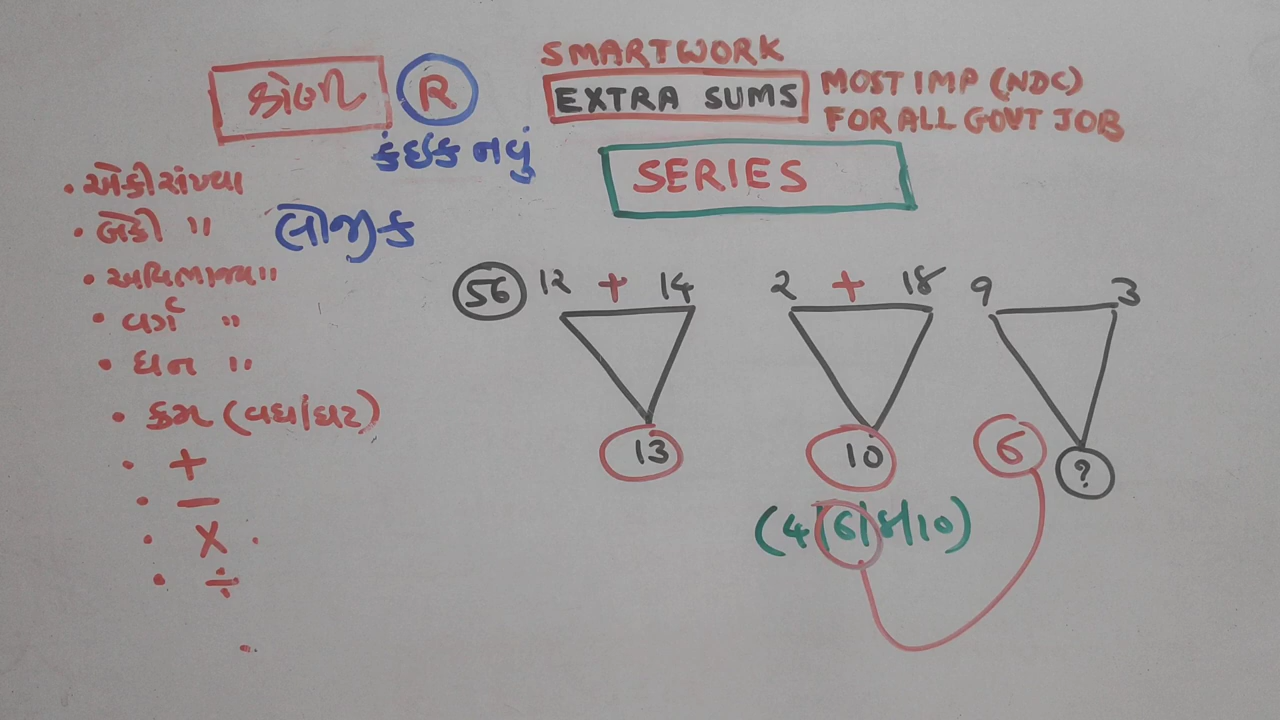 શ્રેણી R
SMARTWORK
EXTRA SUMS
MOST IMP (NDC)
FOR ALL GOVT JOB
કંઈક નવું
SERIES
• એકી સંખ્યા
• બેકી "
લોજીક
• અવિભાજ્ય "
• વર્ગ "
• ઘન "
• ક્રમ (વધ/ઘટ)
• +
• −
• ×
• ÷
56 12 + 14 2 + 18 9 3
13 10 6 ?
(4/6/8/10)